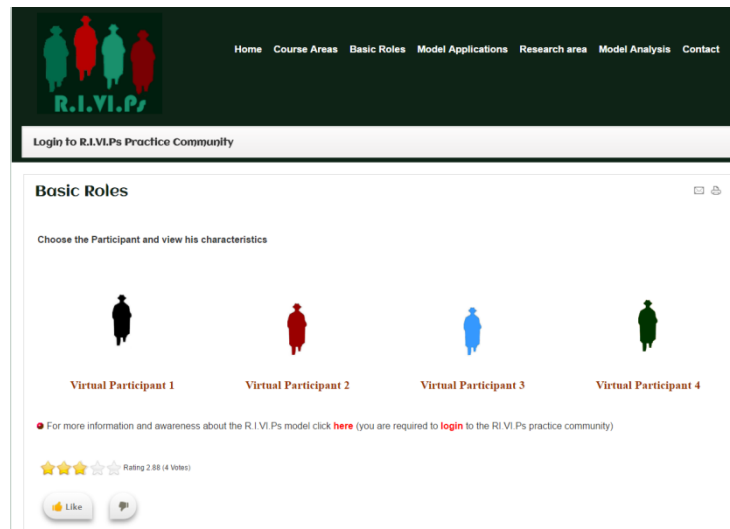 R.I.VI.Ps
Home Course Areas Basic Roles Model Applications Research area Model Analysis Contact
Login to R.I.VI.Ps Practice Community
Basic Roles
Choose the Participant and view his characteristics
Virtual Participant 1 Virtual Participant 2 Virtual Participant 3 Virtual Participant 4
For more information and awareness about the R.I.VI.Ps model click here (you are required to login to the RI.VI.Ps practice community)
Rating 2.88 (4 Votes)
Like